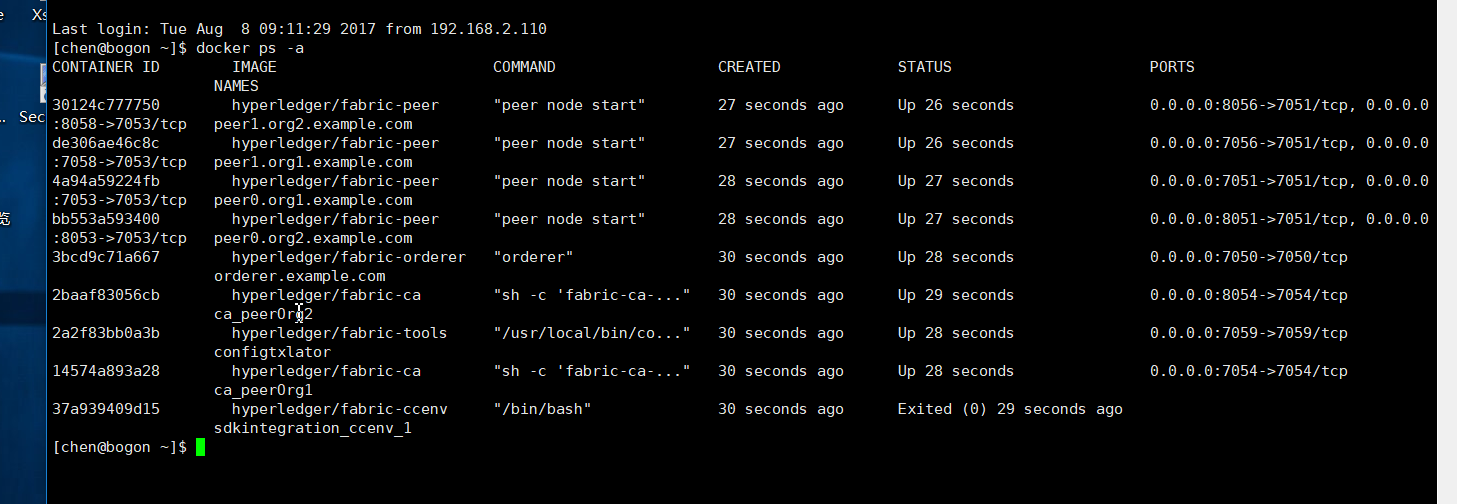 e Xs
Last login: Tue Aug  8 09:11:29 2017 from 192.168.2.110
[chen@bogon ~]$ docker ps -a
CONTAINER ID        IMAGE                        COMMAND                  CREATED             STATUS                      PORTS
                  NAMES
30124c777750        hyperledger/fabric-peer      "peer node start"        27 seconds ago      Up 26 seconds               0.0.0.0:8056->7051/tcp, 0.0.0.0
.. Sec :8058->7053/tcp   peer1.org2.example.com
de306ae46c8c        hyperledger/fabric-peer      "peer node start"        27 seconds ago      Up 26 seconds               0.0.0.0:7056->7051/tcp, 0.0.0.0
:7058->7053/tcp   peer1.org1.example.com
4a94a59224fb        hyperledger/fabric-peer      "peer node start"        28 seconds ago      Up 27 seconds               0.0.0.0:7051->7051/tcp, 0.0.0.0
:7053->7053/tcp   peer0.org1.example.com
览 bb553a593400        hyperledger/fabric-peer      "peer node start"        28 seconds ago      Up 27 seconds               0.0.0.0:8051->7051/tcp, 0.0.0.0
:8053->7053/tcp   peer0.org2.example.com
3bcd9c71a667        hyperledger/fabric-orderer   "orderer"                30 seconds ago      Up 28 seconds               0.0.0.0:7050->7050/tcp
                  orderer.example.com
2baaf83056cb        hyperledger/fabric-ca        "sh -c 'fabric-ca-..."   30 seconds ago      Up 29 seconds               0.0.0.0:8054->7054/tcp
                  ca_peerOrg2
2a2f83bb0a3b        hyperledger/fabric-tools     "/usr/local/bin/co..."   30 seconds ago      Up 28 seconds               0.0.0.0:7059->7059/tcp
                  configtxlator
14574a893a28        hyperledger/fabric-ca        "sh -c 'fabric-ca-..."   30 seconds ago      Up 28 seconds               0.0.0.0:7054->7054/tcp
                  ca_peerOrg1
37a939409d15        hyperledger/fabric-ccenv     "/bin/bash"              30 seconds ago      Exited (0) 29 seconds ago
                  sdkintegration_ccenv_1
[chen@bogon ~]$